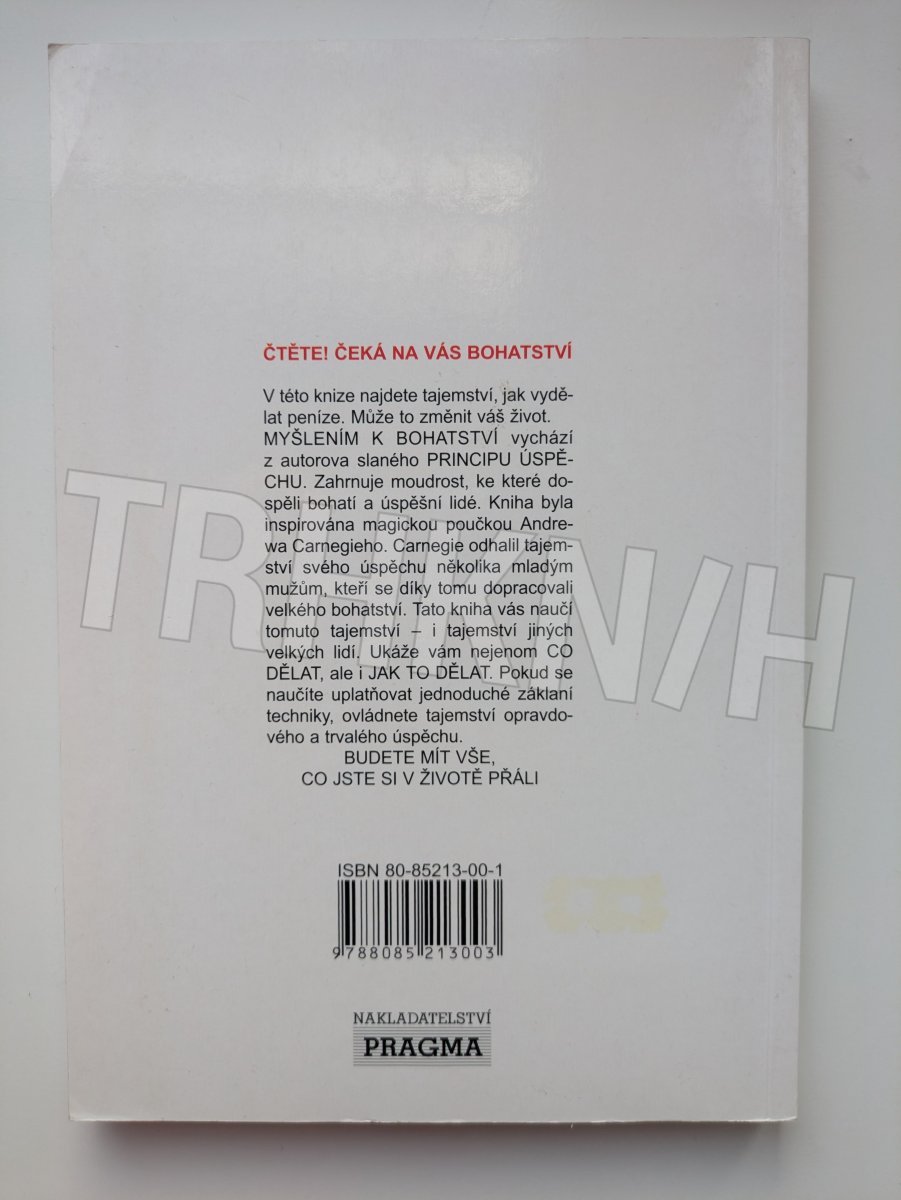 ČTĚTE! ČEKÁ NA VÁS BOHATSTVÍ
V této knize najdete tajemství, jak vydě-
lat peníze. Může to změnit váš život.
MYŠLENÍM K BOHATSTVÍ vychází
z autorova slaného PRINCIPU ÚSPĚ-
CHU. Zahrnuje moudrost, ke které do-
spěli bohatí a úspěšní lidé. Kniha byla
inspirována magickou poučkou Andre-
wa Carnegieho. Carnegie odhalil tajem-
ství svého úspěchu několika mladým
mužům, kteří se díky tomu dopracovali
velkého bohatství. Tato kniha vás naučí
tomuto tajemství – i tajemství jiných
velkých lidí. Ukáže vám nejenom CO
DĚLAT, ale i JAK TO DĚLAT. Pokud se
naučíte uplatňovat jednoduché základní
techniky, ovládnete tajemství opravdo-
vého a trvalého úspěchu.
BUDETE MÍT VŠE,
CO JSTE SI V ŽIVOTĚ PŘÁLI
TRHKNIH
ISBN 80-85213-00-1
9788085213003
NAKLADATELSTVÍ
PRAGMA